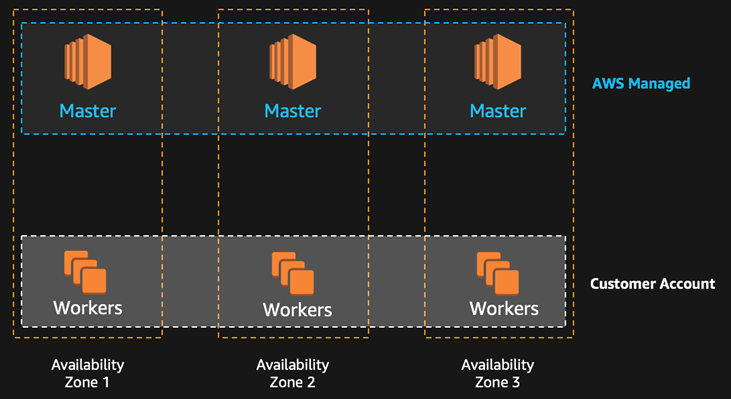 Master
Master
Master
AWS Managed
Workers
Workers
Workers
Customer Account
Availability
Zone 1
Availability
Zone 2
Availability
Zone 3